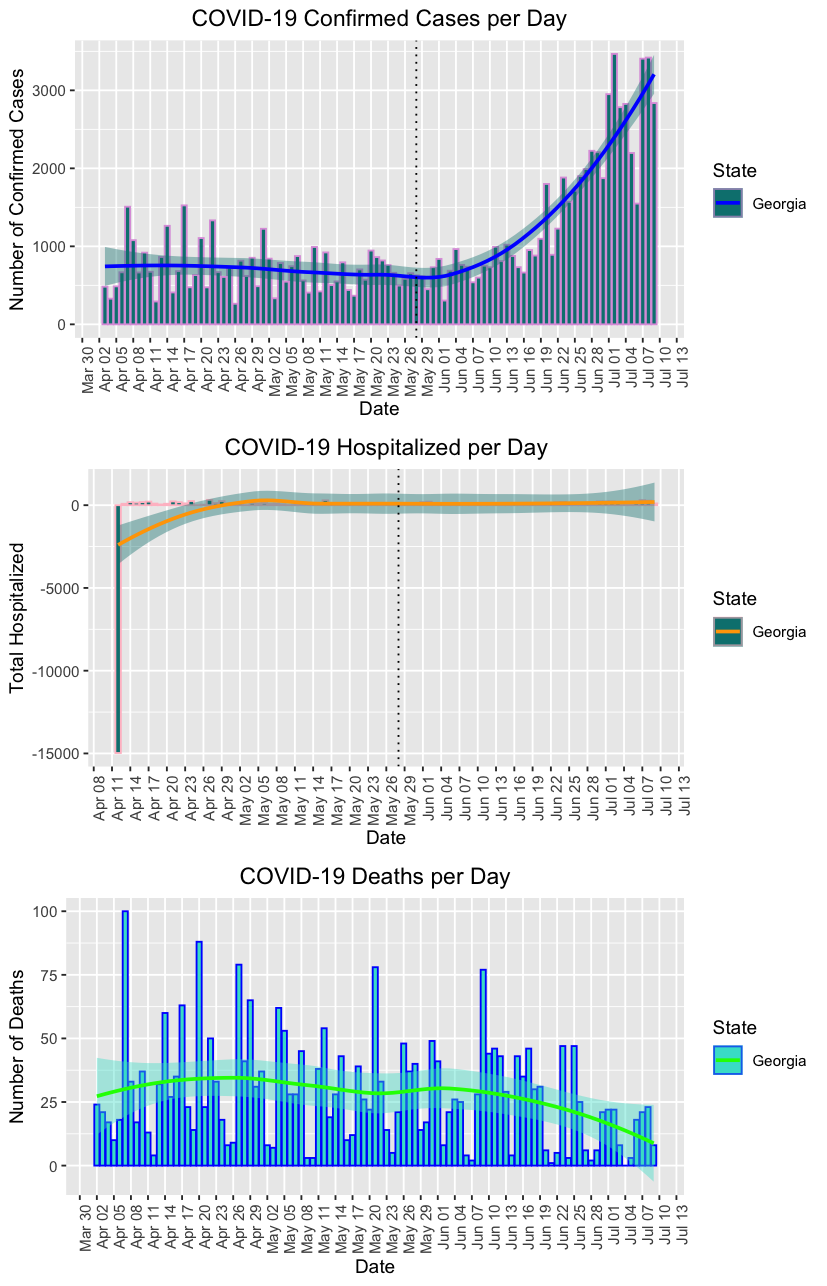 COVID-19 Confirmed Cases per Day
Number of Confirmed Cases
3000
2000
1000
0
Mar 30
Apr 02
Apr 05
Apr 08
Apr 11
Apr 14
Apr 17
Apr 20
Apr 23
Apr 26
Apr 29
May 02
May 05
May 08
May 11
May 14
May 17
May 20
May 23
May 26
May 29
Jun 01
Jun 04
Jun 07
Jun 10
Jun 13
Jun 16
Jun 19
Jun 22
Jun 25
Jun 28
Jul 01
Jul 04
Jul 07
Jul 10
Jul 13
Date
State
Georgia
COVID-19 Hospitalized per Day
Total Hospitalized
0
-5000
-10000
-15000
Apr 08
Apr 11
Apr 14
Apr 17
Apr 20
Apr 23
Apr 26
Apr 29
May 02
May 05
May 08
May 11
May 14
May 17
May 20
May 23
May 26
May 29
Jun 01
Jun 04
Jun 07
Jun 10
Jun 13
Jun 16
Jun 19
Jun 22
Jun 25
Jun 28
Jul 01
Jul 04
Jul 07
Jul 10
Jul 13
Date
State
Georgia
COVID-19 Deaths per Day
Number of Deaths
100
75
50
25
0
Mar 30
Apr 02
Apr 05
Apr 08
Apr 11
Apr 14
Apr 17
Apr 20
Apr 23
Apr 26
Apr 29
May 02
May 05
May 08
May 11
May 14
May 17
May 20
May 23
May 26
May 29
Jun 01
Jun 04
Jun 07
Jun 10
Jun 13
Jun 16
Jun 19
Jun 22
Jun 25
Jun 28
Jul 01
Jul 04
Jul 07
Jul 10
Jul 13
Date
State
Georgia